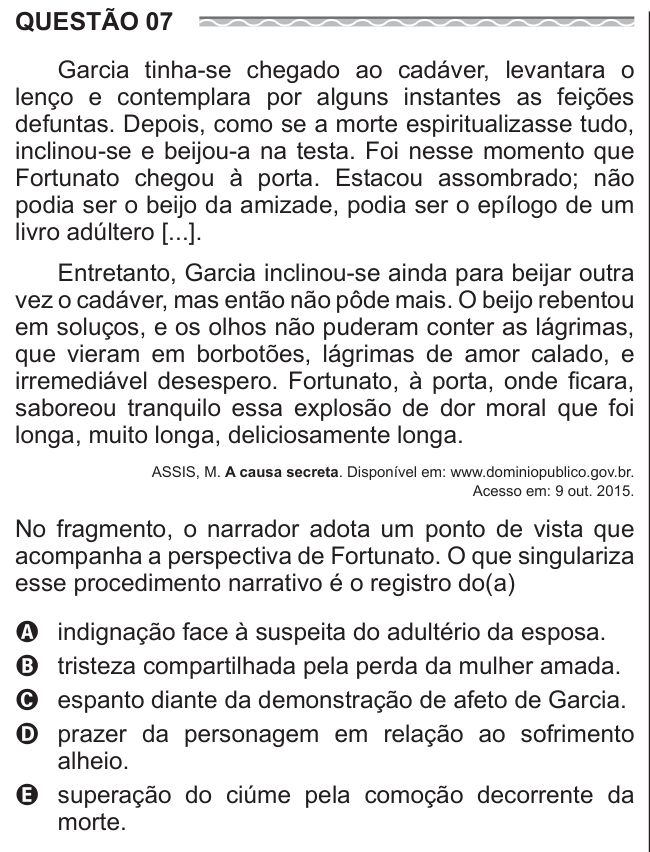 QUESTÃO 07
Garcia tinha-se chegado ao cadáver, levantara o
lenço e contemplara por alguns instantes as feições
defuntas. Depois, como se a morte espiritualizasse tudo,
inclinou-se e beijou-a na testa. Foi nesse momento que
Fortunato chegou à porta. Estacou assombrado; não
podia ser o beijo da amizade, podia ser o epílogo de um
livro adúltero [...].
Entretanto, Garcia inclinou-se ainda para beijar outra
vez o cadáver, mas então não pôde mais. O beijo rebentou
em soluços, e os olhos não puderam conter as lágrimas,
que vieram em borbotões, lágrimas de amor calado, e
irremediável desespero. Fortunato, à porta, onde ficara,
saboreou tranquilo essa explosão de dor moral que foi
longa, muito longa, deliciosamente longa.
ASSIS, M. A causa secreta. Disponível em: www.dominiopublico.gov.br.
Acesso em: 9 out. 2015.
No fragmento, o narrador adota um ponto de vista que
acompanha a perspectiva de Fortunato. O que singulariza
esse procedimento narrativo é o registro do(a)
A indignação face à suspeita do adultério da esposa.
B tristeza compartilhada pela perda da mulher amada.
C espanto diante da demonstração de afeto de Garcia.
D prazer da personagem em relação ao sofrimento
alheio.
E superação do ciúme pela comoção decorrente da
morte.